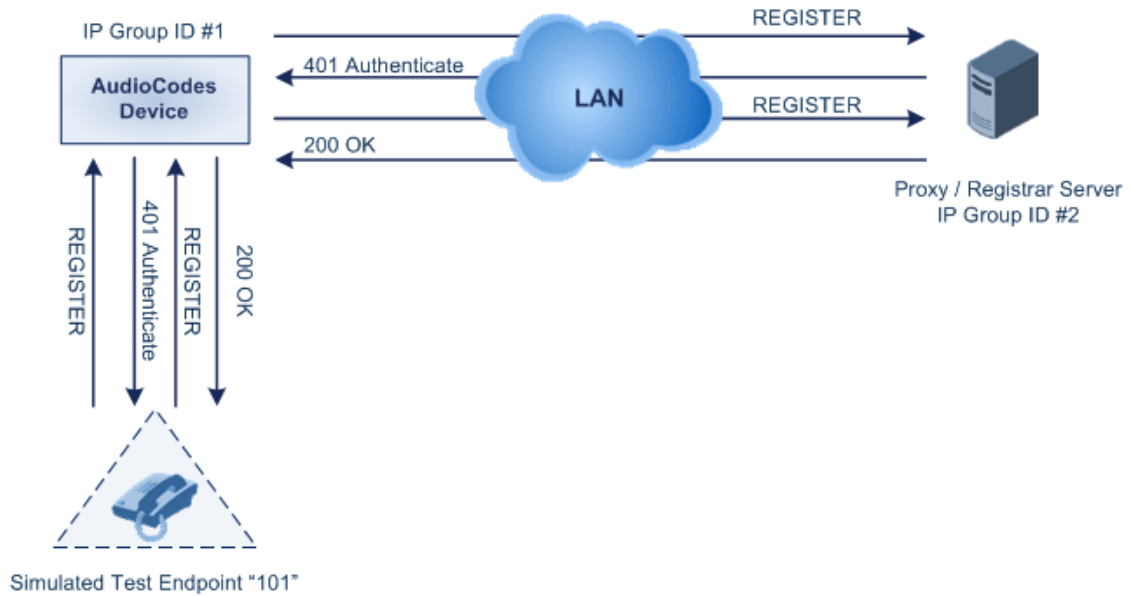 IP Group ID #1
REGISTER
AudioCodes
Device
401 Authenticate
LAN
REGISTER
200 OK
Proxy / Registrar Server
IP Group ID #2
REGISTER
401 Authenticate
REGISTER
200 OK
Simulated Test Endpoint “101”